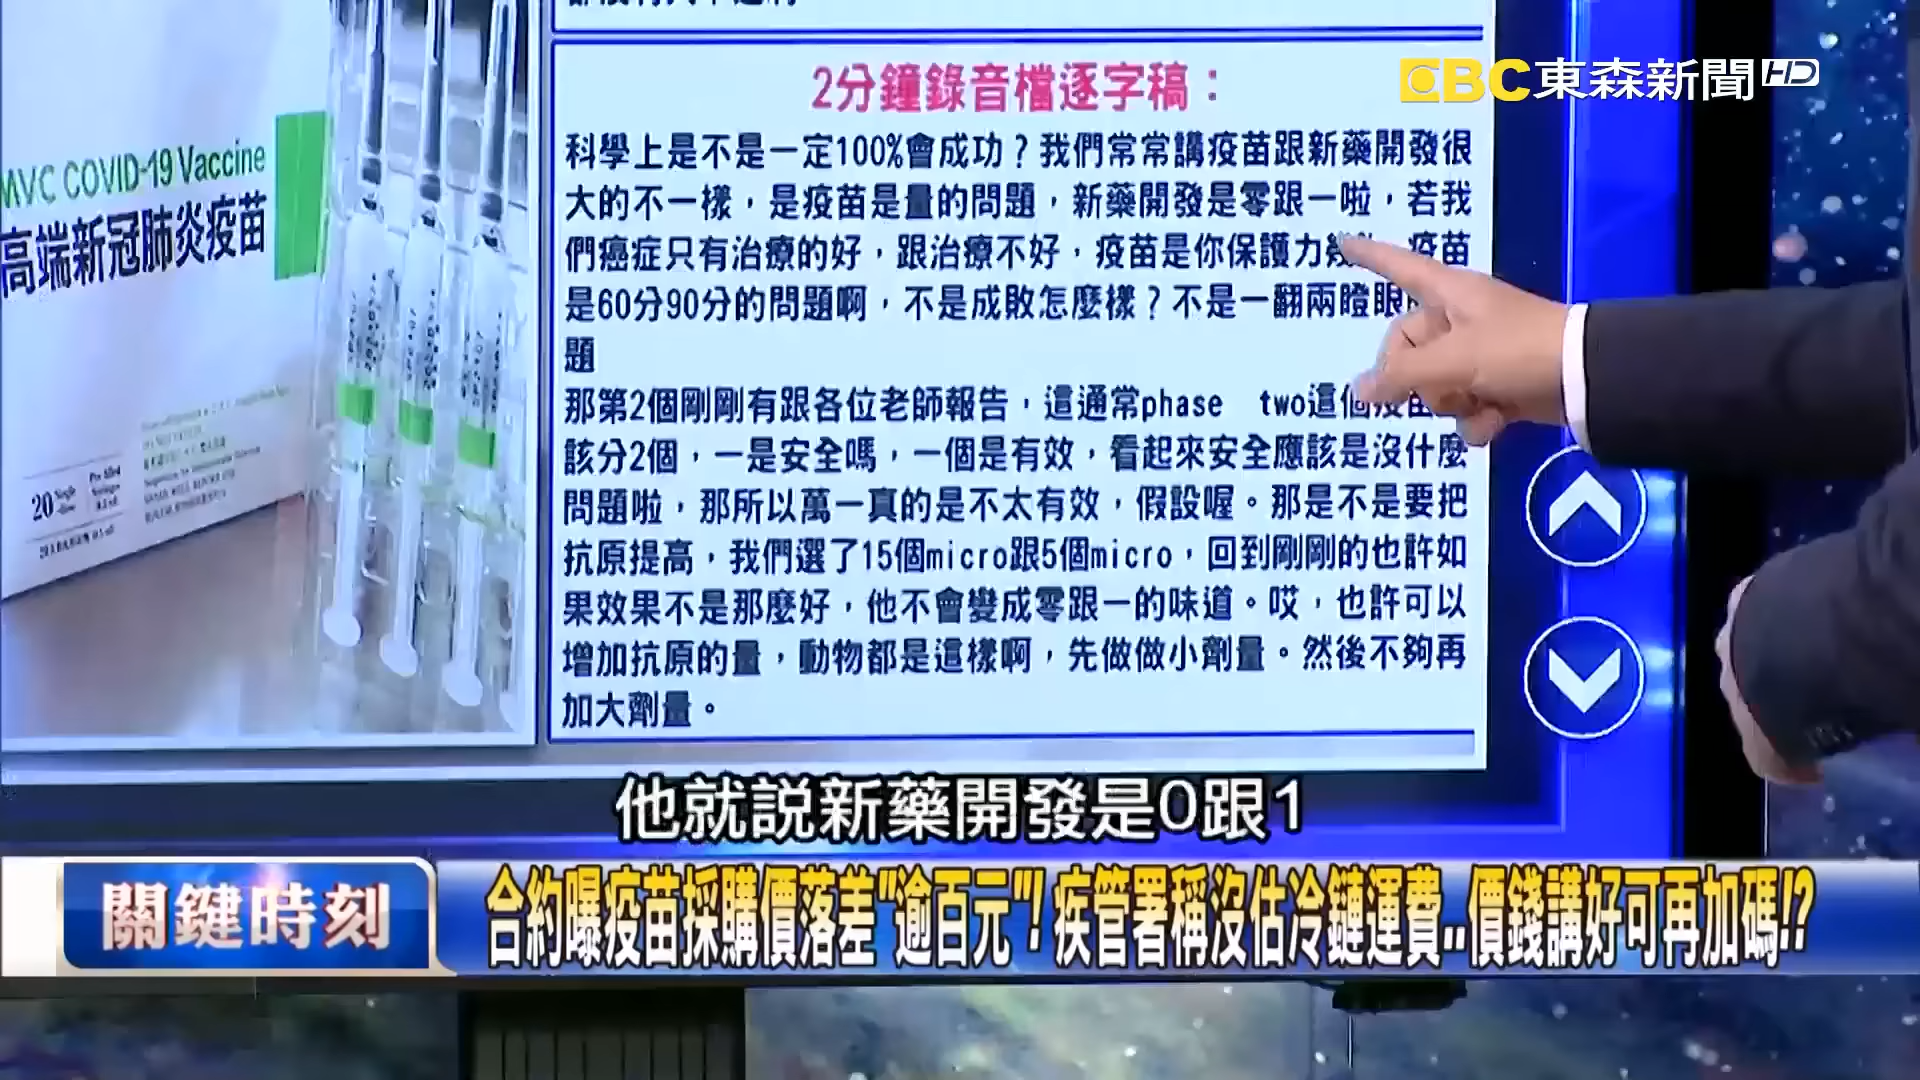 EBC東森新聞HD
2分鐘錄音檔逐字稿：
科學上是不是一定100%會成功？我們常常講疫苗跟新藥開發很
大的不一樣，是疫苗是量的問題，新藥開發是零跟一啦，若我
們癌症只有治療的好，跟治療不好，疫苗是你保護力 疫苗
是60分90分的問題啊，不是成敗怎麼樣？不是一翻兩瞪眼
題
那第2個剛剛有跟各位老師報告，這通常phase two這個疫苗
該分2個，一是安全嗎，一個是有效，看起來安全應該是沒什麼
問題啦，那所以萬一真的是不太有效，假設喔。那是不是要把
抗原提高，我們選了15個micro跟5個micro，回到剛剛的也許如
果效果不是那麼好，他不會變成零跟一的味道。哎，也許可以
增加抗原的量，動物都是這樣啊，先做做小劑量。然後不夠再
加大劑量。
MVC COVID-19 Vaccine
高端新冠肺炎疫苗
20 Single
他就説新藥開發是0跟1
關鍵時刻
合約曝疫苗採購價落差"逾百元"!疾管署稱沒估冷鏈運費..價錢講好可再加碼!?